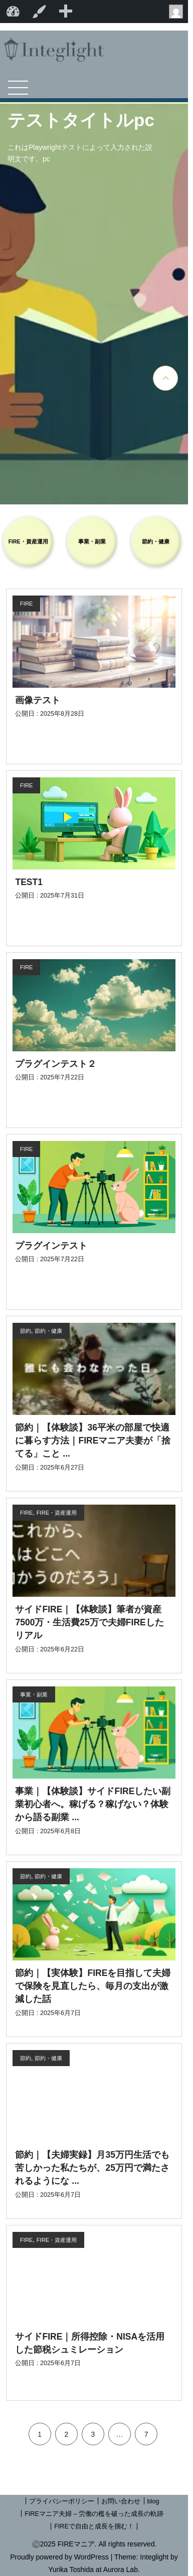 Integlight
テストタイトルpc
これはPlaywrightテストによって入力された説
明文です。pc
FIRE・資産運用
事業・副業
節約・健康
FIRE
画像テスト
公開日 : 2025年8月28日
FIRE
TEST1
公開日 : 2025年7月31日
FIRE
プラグインテスト２
公開日 : 2025年7月22日
FIRE
プラグインテスト
公開日 : 2025年7月22日
節約, 節約・健康
誰にも会わなかった日。
節約｜【体験談】36平米の部屋で快適
に暮らす方法｜FIREマニア夫妻が「捨
てる」こと ...
公開日 : 2025年6月27日
FIRE, FIRE・資産運用
これから、
はどこへ
向かうのだろう」
サイドFIRE｜【体験談】筆者が資産
7500万・生活費25万で夫婦FIREした
リアル
公開日 : 2025年6月22日
事業・副業
事業｜【体験談】サイドFIREしたい副
業初心者へ。稼げる？稼げない？体験
から語る副業 ...
公開日 : 2025年6月8日
節約, 節約・健康
節約｜【実体験】FIREを目指して夫婦
で保険を見直したら、毎月の支出が激
減した話
公開日 : 2025年6月7日
節約, 節約・健康
節約｜【夫婦実録】月35万円生活でも
苦しかった私たちが、25万円で満たさ
れるようにな ...
公開日 : 2025年6月7日
FIRE, FIRE・資産運用
サイドFIRE｜所得控除・NISAを活用
した節税シュミレーション
公開日 : 2025年6月7日
1 2 3 … 7
｜プライバシーポリシー｜お問い合わせ｜blog
｜FIREマニア夫婦 – 労働の檻を破った成長の軌跡
｜FIREで自由と成長を掴む！｜
©2025 FIREマニア. All rights reserved.
Proudly powered by WordPress | Theme: Integlight by
Yurika Toshida at Aurora Lab.